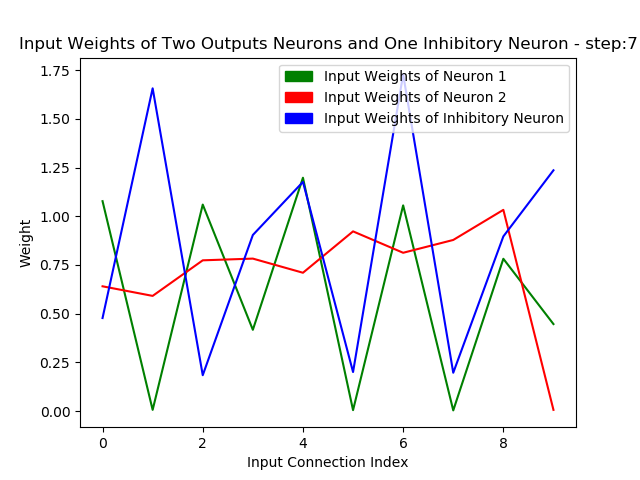 Input Weights of Two Outputs Neurons and One Inhibitory Neuron - step:7
Input Weights of Neuron 1
Input Weights of Neuron 2
Input Weights of Inhibitory Neuron
Weight
1.75
1.50
1.25
1.00
0.75
0.50
0.25
0.00
0 2 4 6 8
Input Connection Index